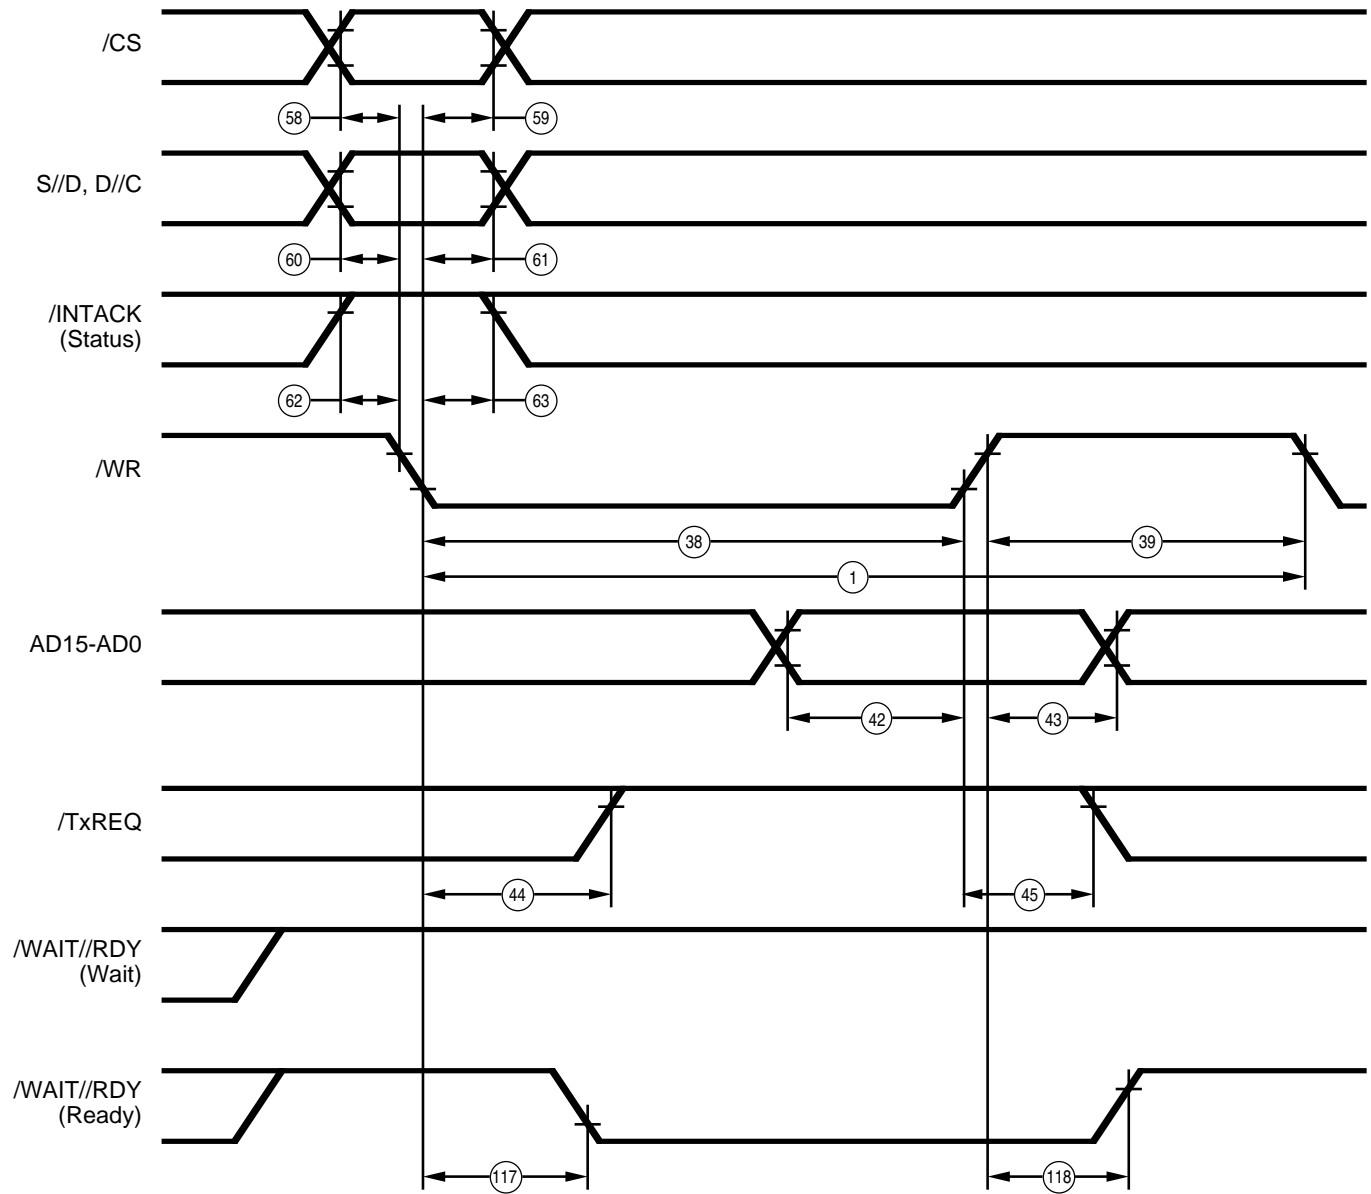 /CS
58
59
S//D, D//C
60
61
/INTACK
(Status)
62
63
/WR
38
39
1
AD15-AD0
42
43
/TxREQ
44
45
/WAIT//RDY
(Wait)
/WAIT//RDY
(Ready)
117
118